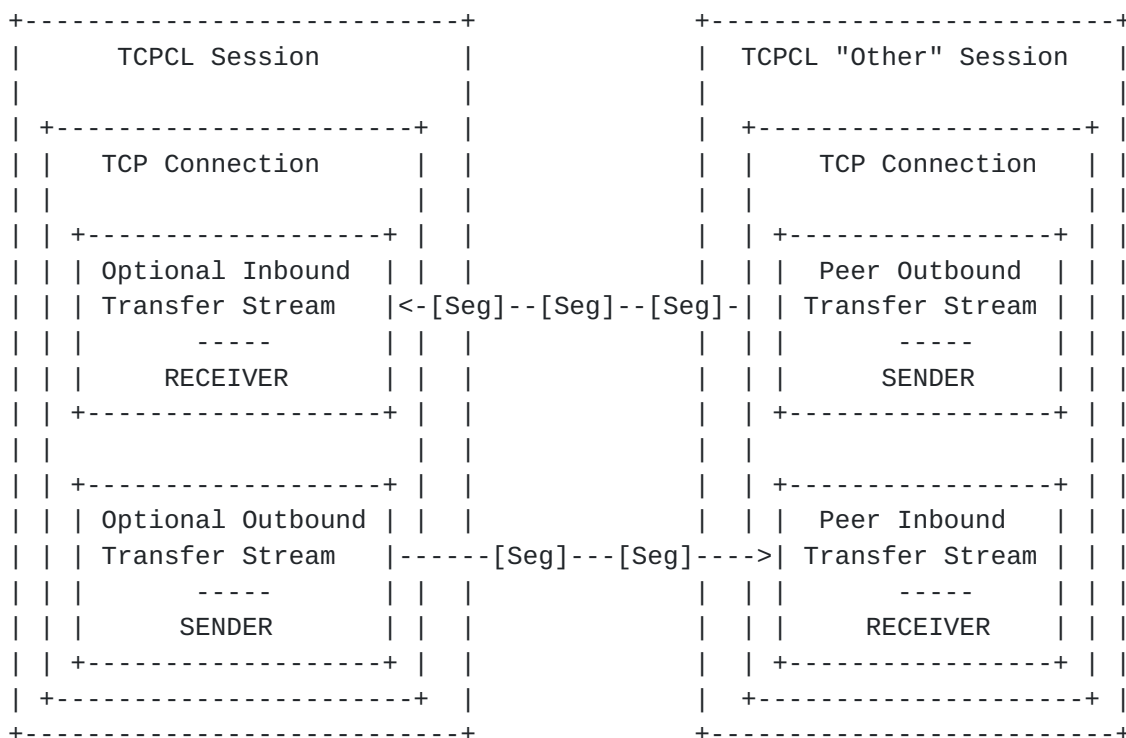 +----------------------------+               +--------------------------+
|      TCPCL Session         |               |  TCPCL "Other" Session   |
|                            |               |                          |
| +-----------------------+  |               |  +---------------------+ |
| |   TCP Connection      |  |               |  |    TCP Connection   | |
| |                       |  |               |  |                     | |
| | +-------------------+ |  |               |  | +-----------------+ | |
| | | Optional Inbound  | |  |               |  | |  Peer Outbound  | | |
| | | Transfer Stream   |<-[Seg]--[Seg]--[Seg]-| | Transfer Stream | | |
| | |       -----       | |  |               |  | |       -----     | | |
| | |     RECEIVER      | |  |               |  | |      SENDER     | | |
| | +-------------------+ |  |               |  | +-----------------+ | |
| |                       |  |               |  |                     | |
| | +-------------------+ |  |               |  | +-----------------+ | |
| | | Optional Outbound | |  |               |  | |  Peer Inbound   | | |
| | | Transfer Stream   |------[Seg]---[Seg]---->| Transfer Stream | | |
| | |       -----       | |  |               |  | |       -----     | | |
| | |      SENDER       | |  |               |  | |     RECEIVER    | | |
| | +-------------------+ |  |               |  | +-----------------+ | |
| +-----------------------+  |               |  +---------------------+ |
+----------------------------+               +--------------------------+